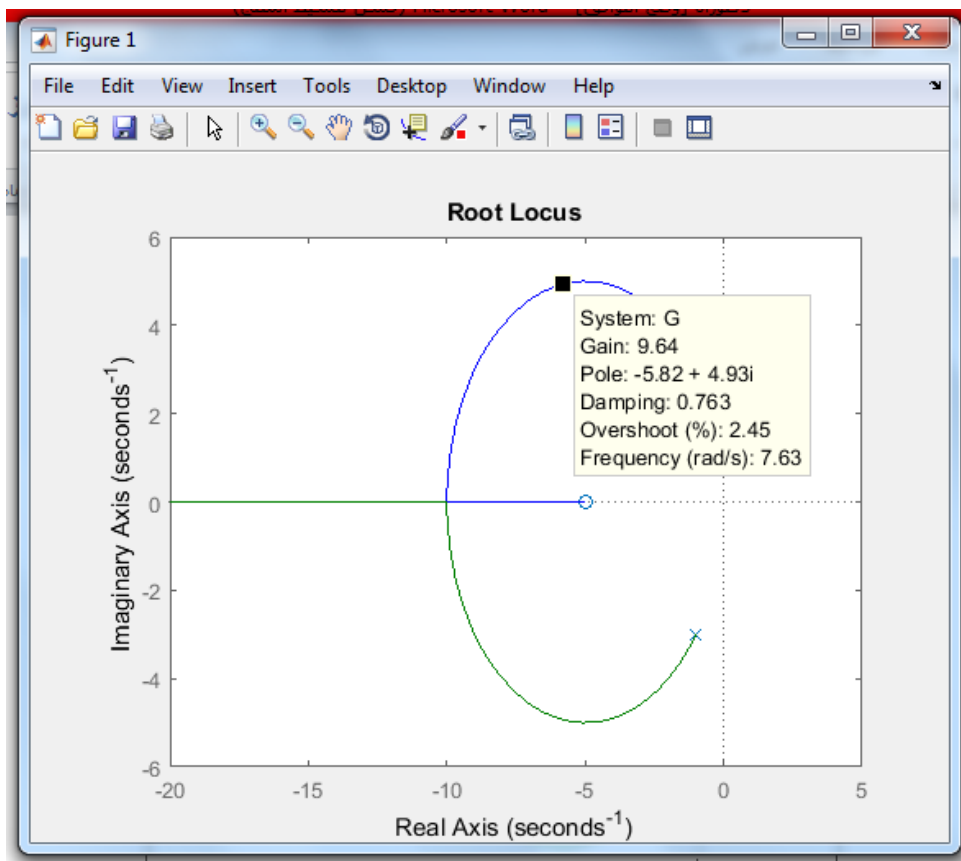 Figure 1
File Edit View Insert Tools Desktop Window Help
Root Locus
Imaginary Axis (seconds-1)
6
4
2
0
-2
-4
-6
System: G
Gain: 9.64
Pole: -5.82 + 4.93i
Damping: 0.763
Overshoot (%): 2.45
Frequency (rad/s): 7.63
-20 -15 -10 -5 0 5
Real Axis (seconds-1)